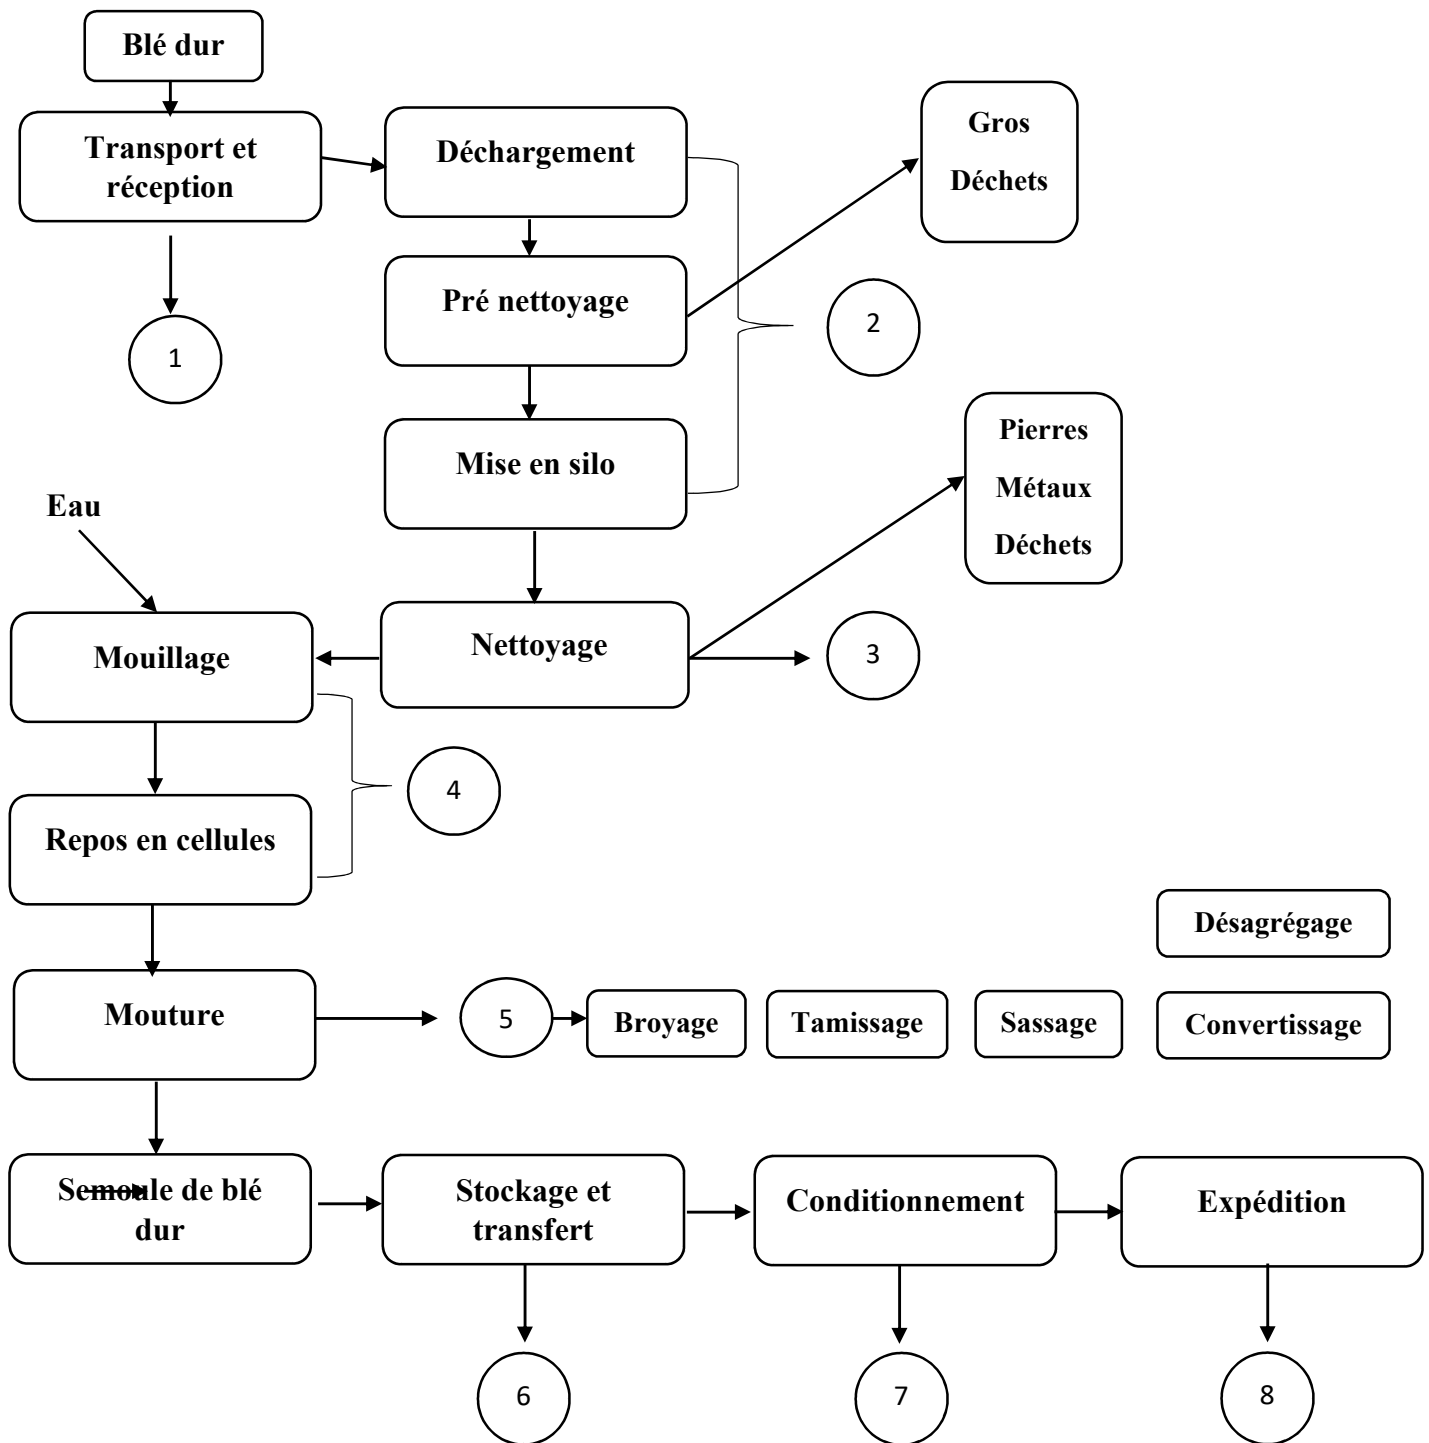 Blé dur
Transport et
réception
1
Déchargement
Pré nettoyage
Mise en silo
2
Gros
Déchets
Pierres
Métaux
Déchets
Eau
Mouillage
Nettoyage
3
4
Repos en cellules
Mouture
5
Broyage
Tamissage
Sassage
Désagrégage
Convertissage
Semoule de blé
dur
Stockage et
transfert
Conditionnement
Expédition
6
7
8